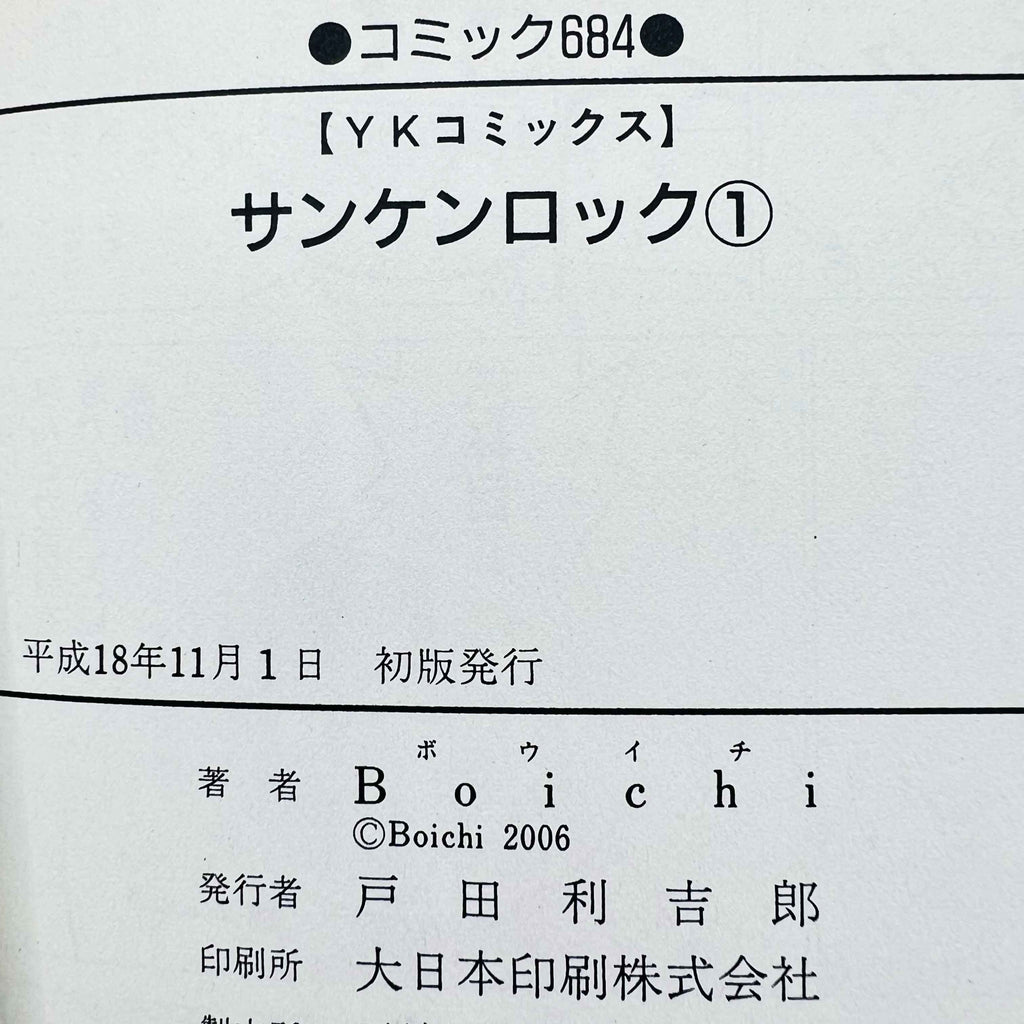 ●コミック684●
【YKコミックス】
サンケンロック①
平成18年11月1日 初版発行
ボウイチ
著者 Boichi
©Boichi 2006
発行者 戸田利吉郎
印刷所 大日本印刷株式会社